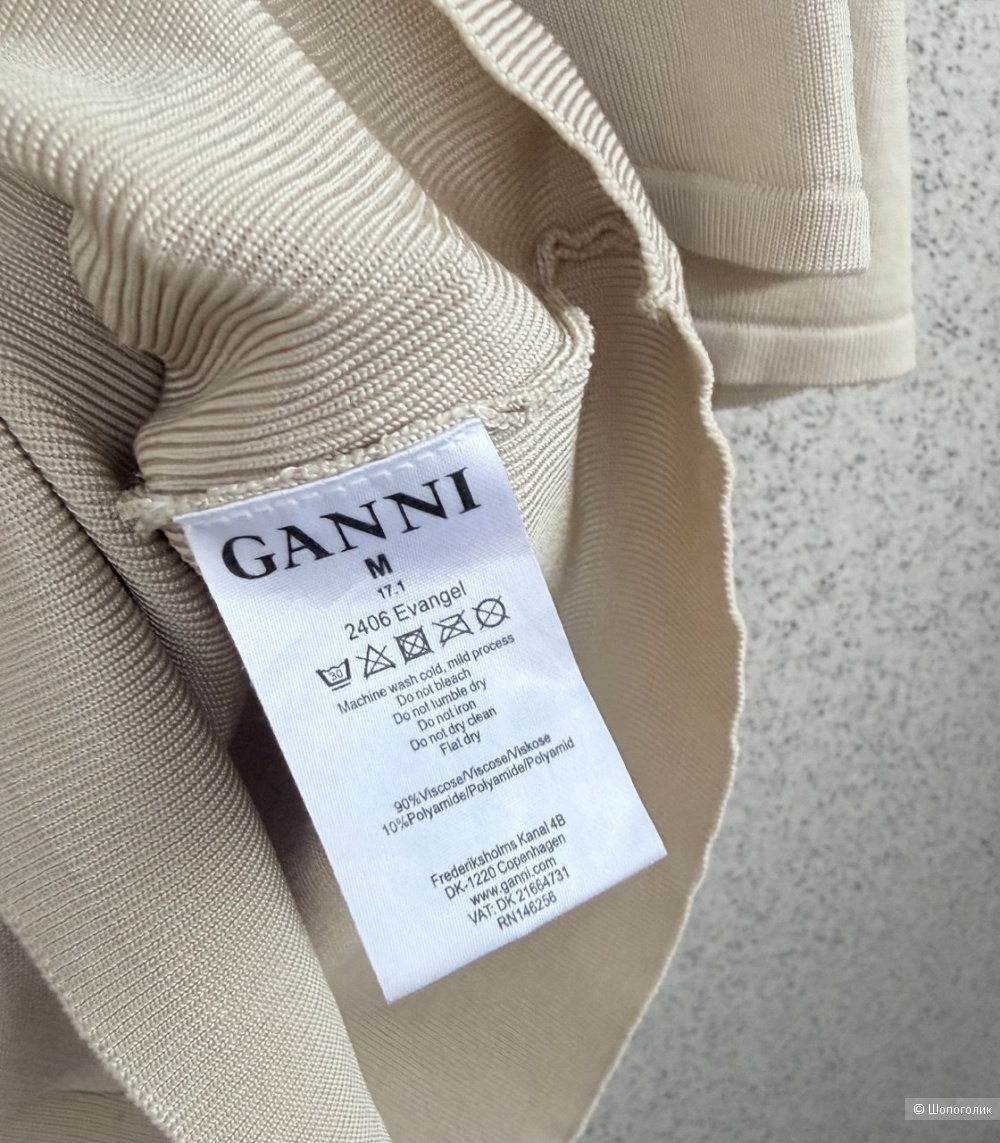 GANNI
M
17.1
2406 Evangel
30
Machine wash cold, mild process
Do not bleach
Do not tumble dry
Do not iron
Do not dry clean
Flat dry
90%Viscose/Viscose/Viskose
10%Polyamide/Polyamide/Polyamid
Frederiksholms Kanal 4B
DK-1220 Copenhagen
www.ganni.com
VAT: DK 21664731
RN146256
© Шопоголик